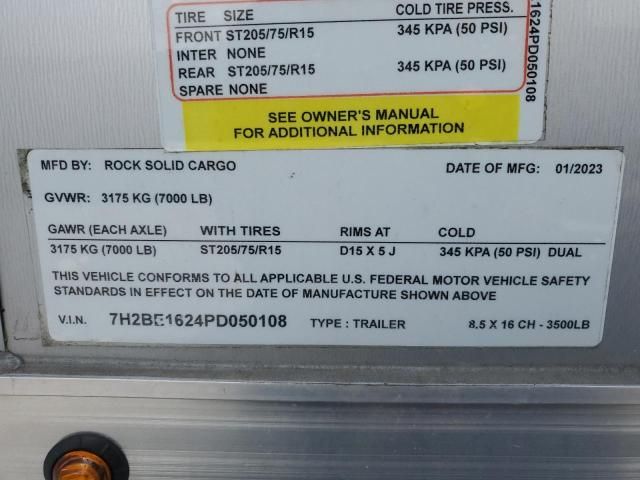 TIRE SIZE COLD TIRE PRESS.
FRONT ST205/75/R15 345 KPA (50 PSI)
INTER NONE
REAR ST205/75/R15 345 KPA (50 PSI)
SPARE NONE
SEE OWNER'S MANUAL
FOR ADDITIONAL INFORMATION
1624PD050108
MFD BY: ROCK SOLID CARGO DATE OF MFG: 01/2023
GVWR: 3175 KG (7000 LB)
GAWR (EACH AXLE) WITH TIRES RIMS AT COLD
3175 KG (7000 LB) ST205/75/R15 D15 X 5 J 345 KPA (50 PSI) DUAL
THIS VEHICLE CONFORMS TO ALL APPLICABLE U.S. FEDERAL MOTOR VEHICLE SAFETY
STANDARDS IN EFFECT ON THE DATE OF MANUFACTURE SHOWN ABOVE
V.I.N. 7H2BE1624PD050108 TYPE : TRAILER 8.5 X 16 CH - 3500LB